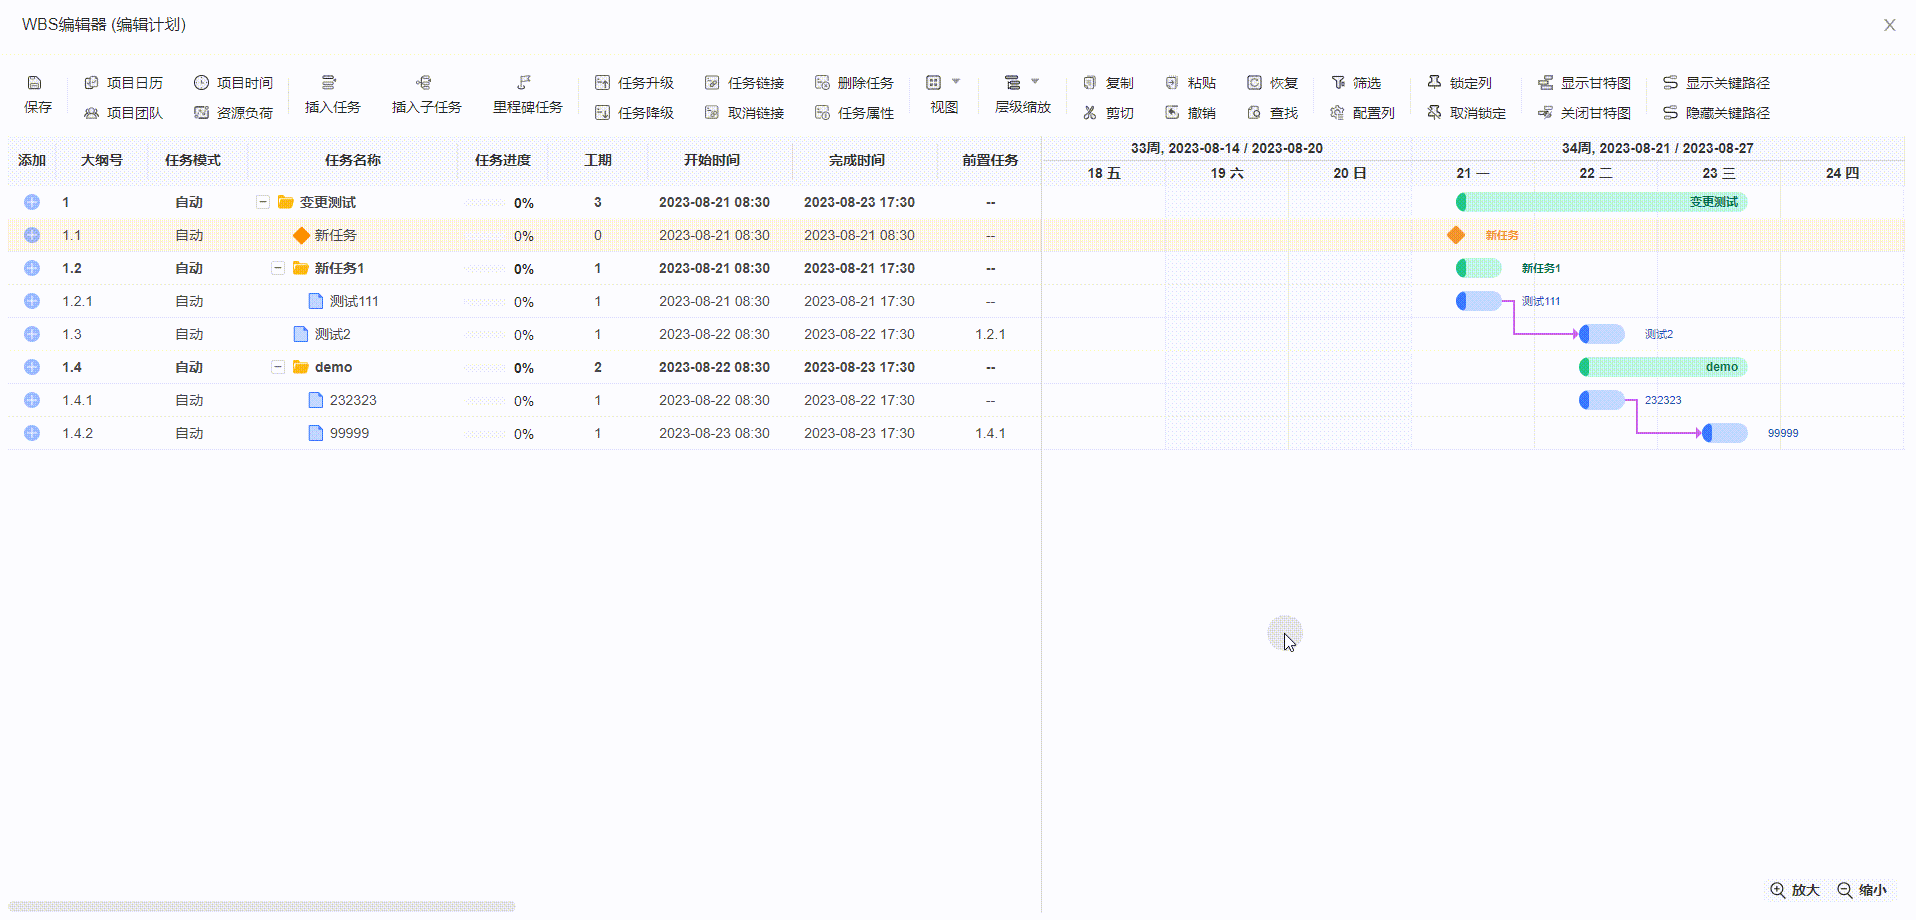 WBS编辑器 (编辑计划)
X
保存
项目日历 项目时间
项目团队 资源负荷
插入任务 插入子任务 里程碑任务
任务升级 任务链接 删除任务
任务降级 取消链接 任务属性
视图 层级缩放
复制 粘贴 恢复 筛选
剪切 撤销 查找 配置列
锁定列 显示甘特图 显示关键路径
取消锁定 关闭甘特图 隐藏关键路径
添加 大纲号 任务模式 任务名称 任务进度 工期 开始时间 完成时间 前置任务
33周, 2023-08-14 / 2023-08-20 34周, 2023-08-21 / 2023-08-27
18 五 19 六 20 日 21 一 22 二 23 三 24 四
1 自动 变更测试 0% 3 2023-08-21 08:30 2023-08-23 17:30 -- 变更测试
1.1 自动 新任务 0% 0 2023-08-21 08:30 2023-08-21 08:30 -- 新任务
1.2 自动 新任务1 0% 1 2023-08-21 08:30 2023-08-21 17:30 -- 新任务1
1.2.1 自动 测试111 0% 1 2023-08-21 08:30 2023-08-21 17:30 -- 测试111
1.3 自动 测试2 0% 1 2023-08-22 08:30 2023-08-22 17:30 1.2.1 测试2
1.4 自动 demo 0% 2 2023-08-22 08:30 2023-08-23 17:30 -- demo
1.4.1 自动 232323 0% 1 2023-08-22 08:30 2023-08-22 17:30 -- 232323
1.4.2 自动 99999 0% 1 2023-08-23 08:30 2023-08-23 17:30 1.4.1 99999
放大 缩小